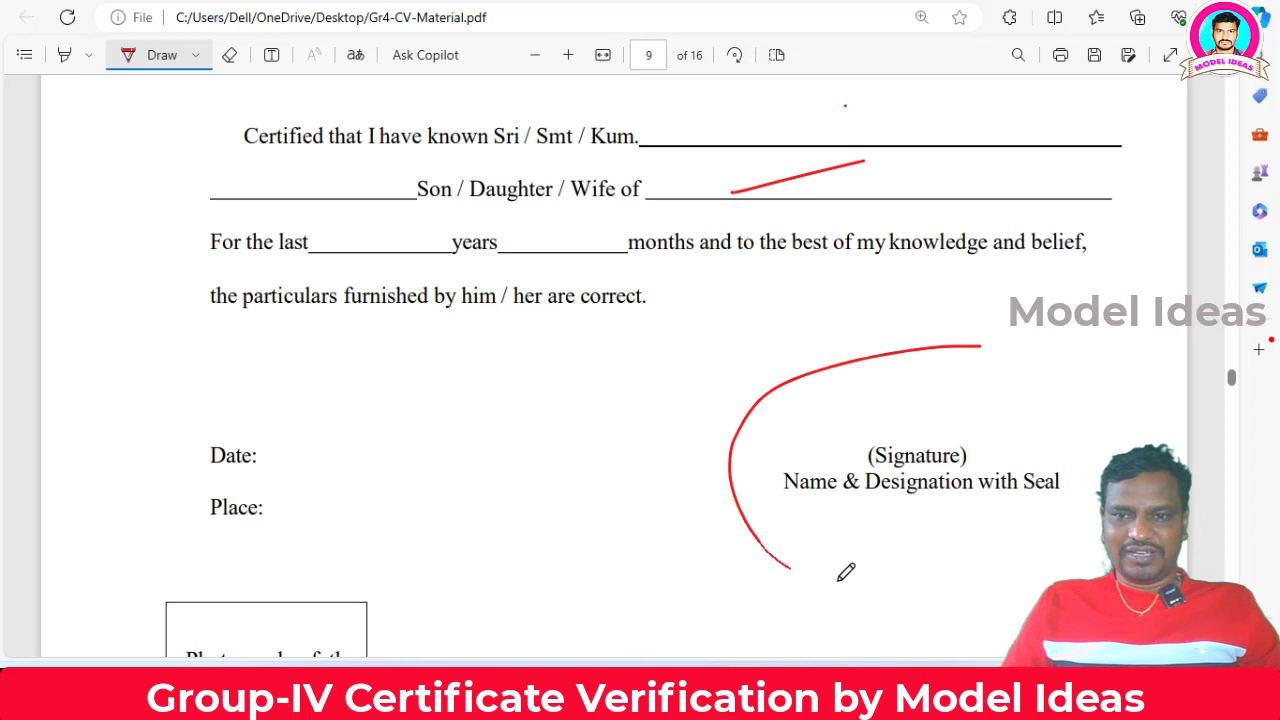 File C:/Users/Dell/OneDrive/Desktop/Gr4-CV-Material.pdf
Draw
Ask Copilot
9 of 16
MODEL IDEAS
Certified that I have known Sri / Smt / Kum.
Son / Daughter / Wife of
For the last years months and to the best of my knowledge and belief,
the particulars furnished by him / her are correct.
Model Ideas
Date:
(Signature)
Name & Designation with Seal
Place:
Group-IV Certificate Verification by Model Ideas